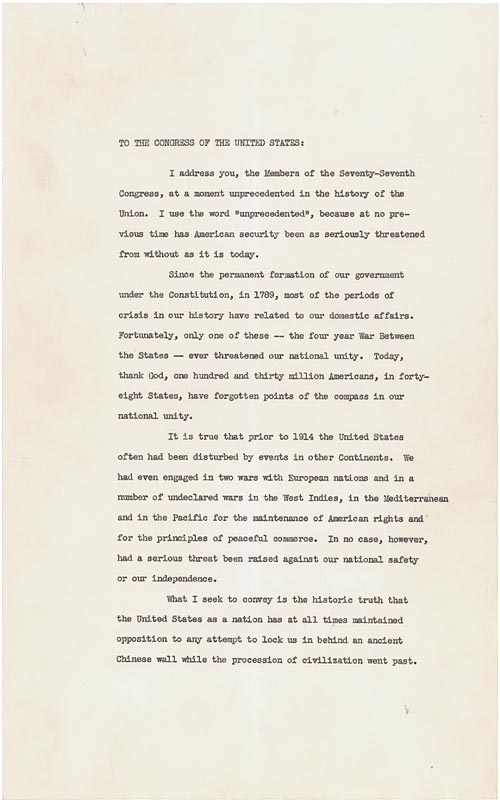 TO THE CONGRESS OF THE UNITED STATES:
I address you, the Members of the Seventy-Seventh
Congress, at a moment unprecedented in the history of the
Union.  I use the word "unprecedented", because at no pre-
vious time has American security been as seriously threatened
from without as it is today.
Since the permanent formation of our government
under the Constitution, in 1789, most of the periods of
crisis in our history have related to our domestic affairs.
Fortunately, only one of these -- the four year War Between
the States -- ever threatened our national unity.  Today,
thank God, one hundred and thirty million Americans, in forty-
eight States, have forgotten points of the compass in our
national unity.
It is true that prior to 1914 the United States
often had been disturbed by events in other Continents.  We
had even engaged in two wars with European nations and in a
number of undeclared wars in the West Indies, in the Mediterranean
and in the Pacific for the maintenance of American rights and
for the principles of peaceful commerce.  In no case, however,
had a serious threat been raised against our national safety
or our independence.
What I seek to convey is the historic truth that
the United States as a nation has at all times maintained
opposition to any attempt to lock us in behind an ancient
Chinese wall while the procession of civilization went past.